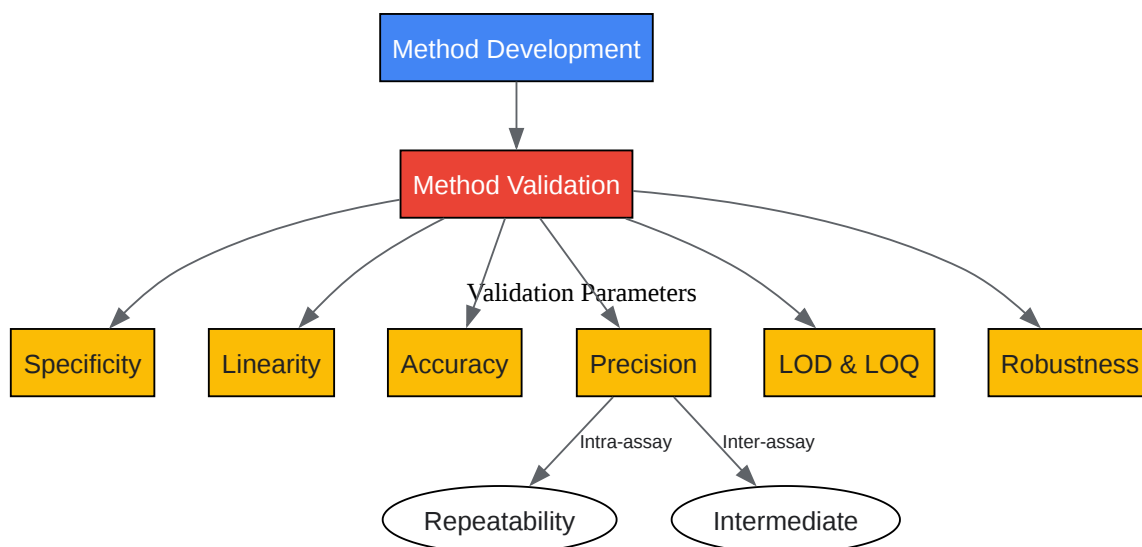 Method Development
Method Validation
Validation Parameters
Specificity
Linearity
Accuracy
Precision
LOD & LOQ
Robustness
Intra-assay
Inter-assay
Repeatability
Intermediate